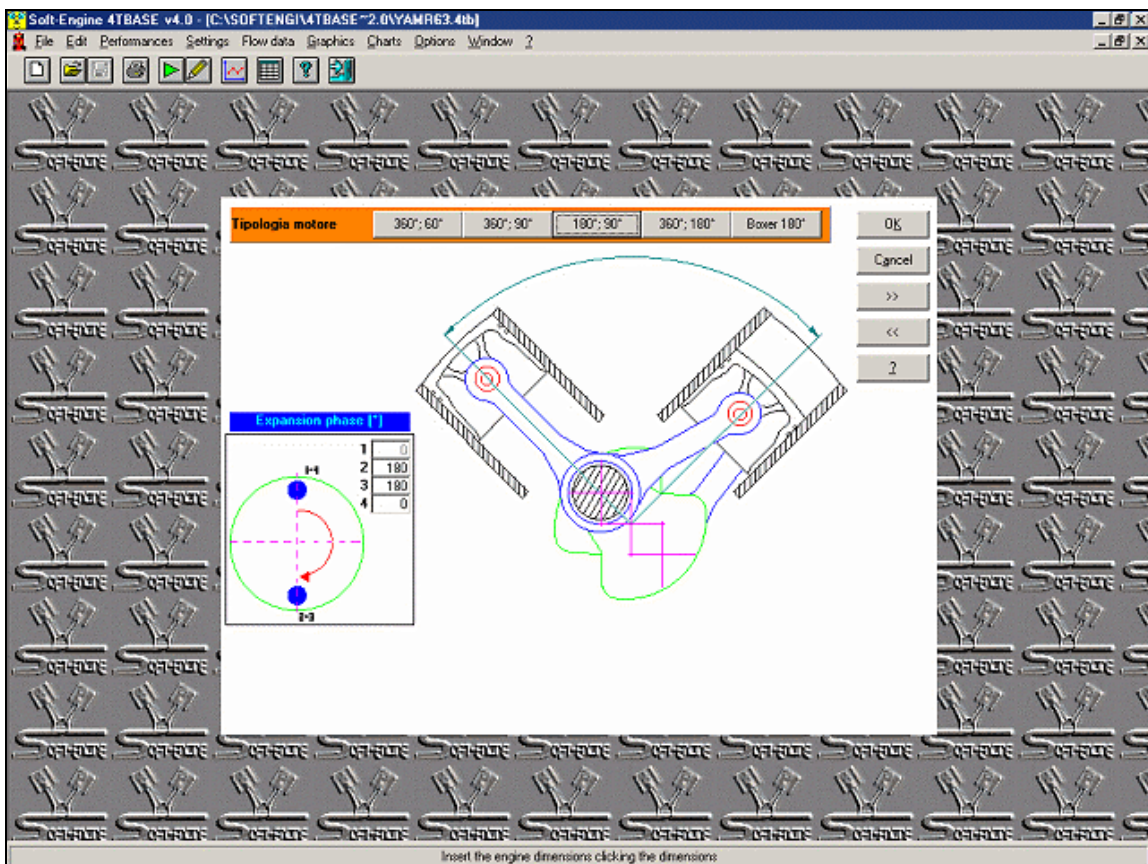 Soft-Engine 4TBASE v4.0 - [C:\SOFTENGI\4TBASE~2.0\YAMR63.4tb]
File Edit Performances Settings Flow data Graphics Charts Options Window ?
Tipologia motore 360°; 60° 360°; 90° 180°; 90° 360°; 180° Boxer 180°
OK
Cancel
>>
<<
?
Expansion phase [°]
1 0
2 180
3 180
4 0
1-4
2-3
Insert the engine dimensions clicking the dimensions